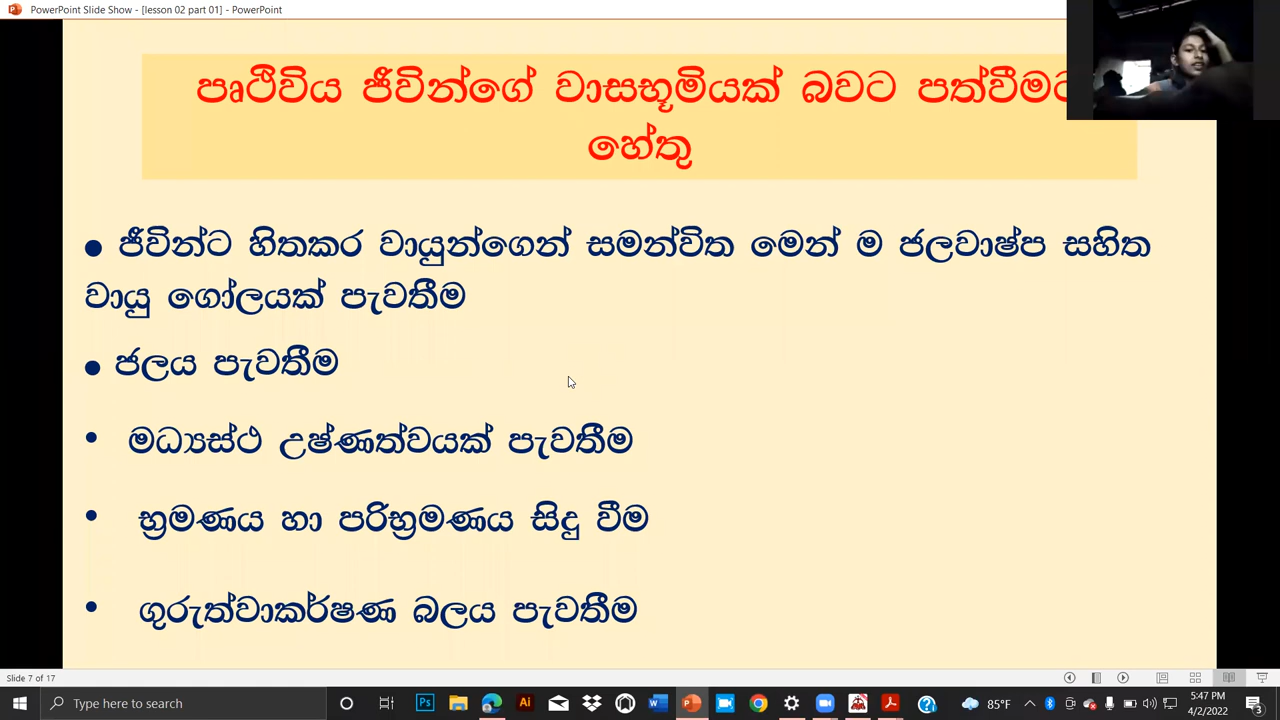 PowerPoint Slide Show - [lesson 02 part 01] - PowerPoint
පෘථිවිය ජීවින්ගේ වාසභූමියක් බවට පත්වීමට
හේතු
● ජීවින්ට හිතකර වායුන්ගෙන් සමන්විත මෙන් ම ජලවාෂ්ප සහිත
වායු ගෝලයක් පැවතීම
● ජලය පැවතීම
• මධ්‍යස්ථ උෂ්ණත්වයක් පැවතීම
• භ්‍රමණය හා පරිභ්‍රමණය සිදු වීම
• ගුරුත්වාකර්ෂණ බලය පැවතීම
Slide 7 of 17
Type here to search
85°F
5:47 PM
4/2/2022
3